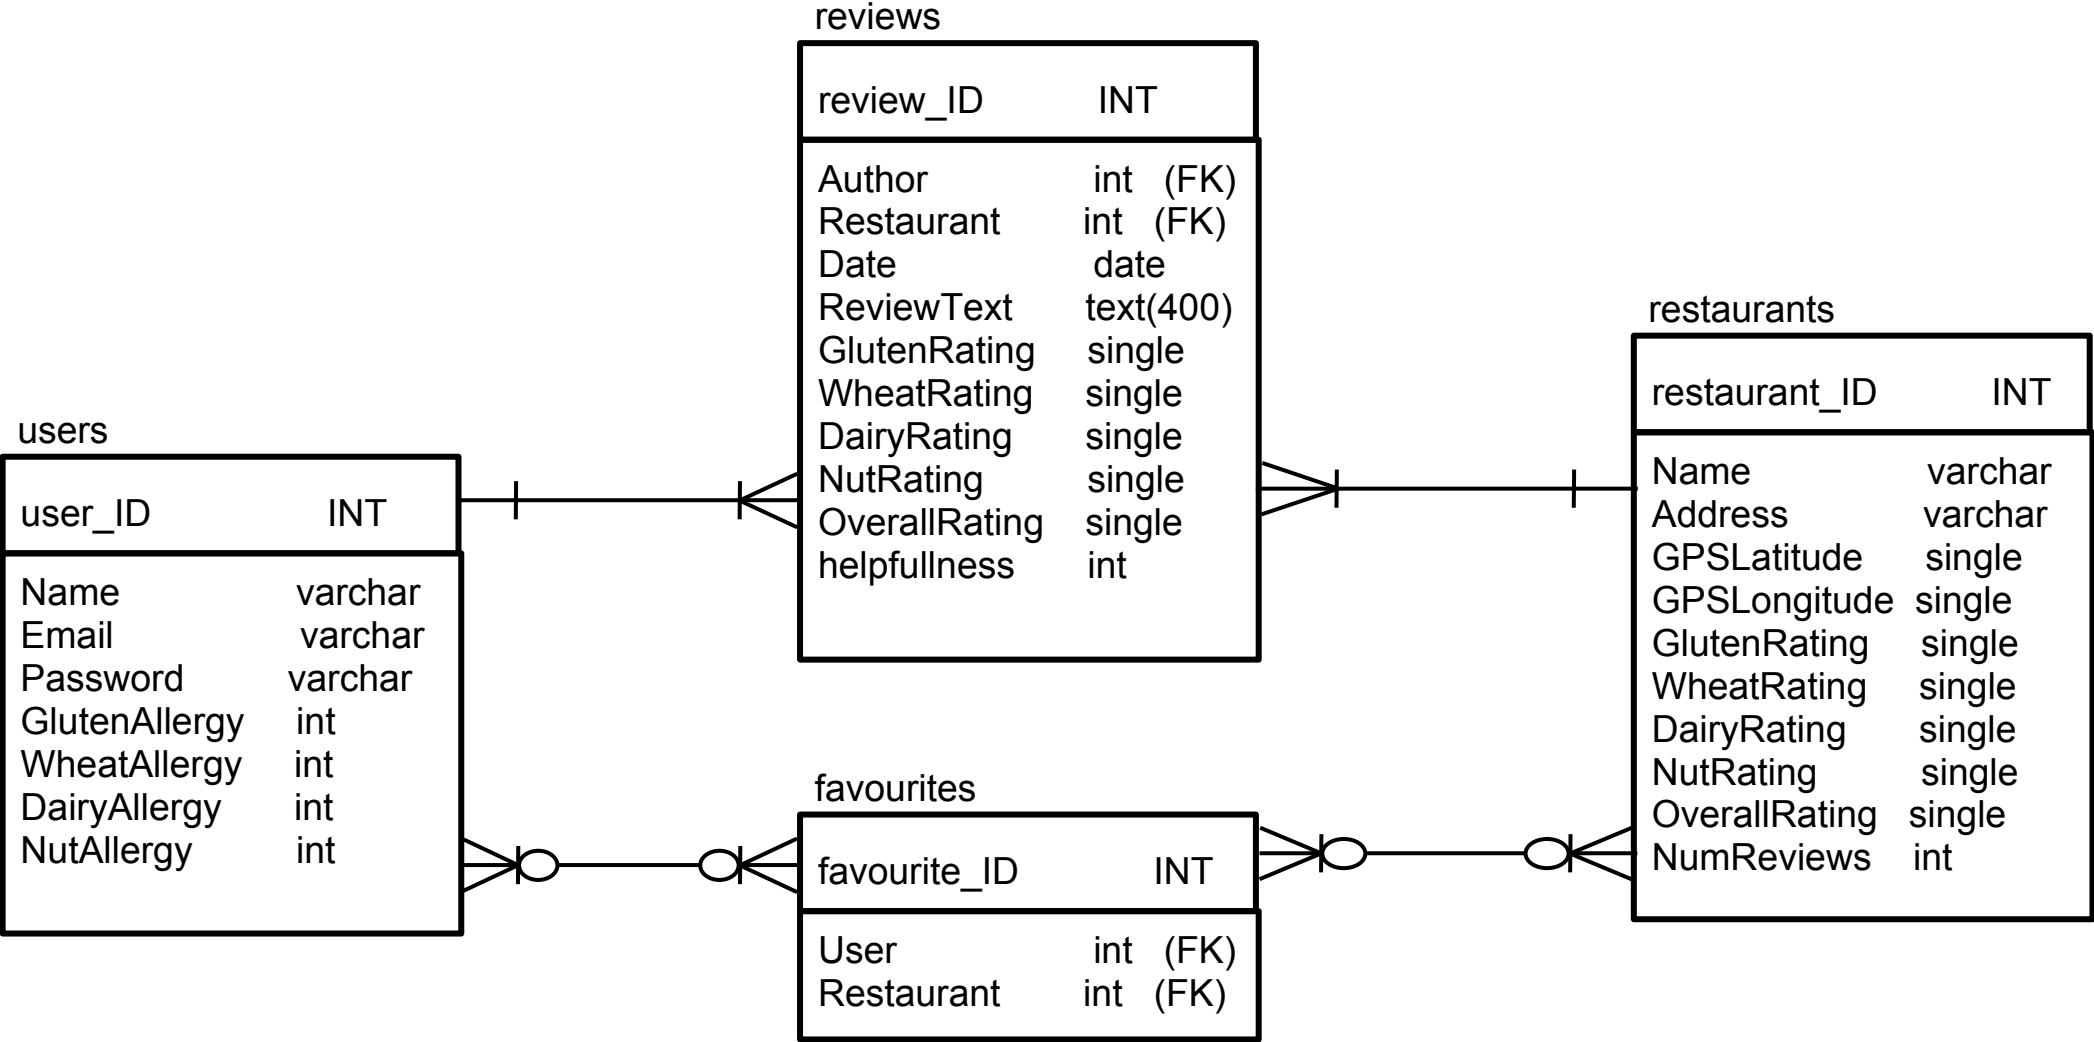 reviews
review_ID INT
Author int (FK)
Restaurant int (FK)
Date date
ReviewText text(400)
GlutenRating single
WheatRating single
DairyRating single
NutRating single
OverallRating single
helpfullness int
users
user_ID INT
Name varchar
Email varchar
Password varchar
GlutenAllergy int
WheatAllergy int
DairyAllergy int
NutAllergy int
favourites
favourite_ID INT
User int (FK)
Restaurant int (FK)
restaurants
restaurant_ID INT
Name varchar
Address varchar
GPSLatitude single
GPSLongitude single
GlutenRating single
WheatRating single
DairyRating single
NutRating single
OverallRating single
NumReviews int